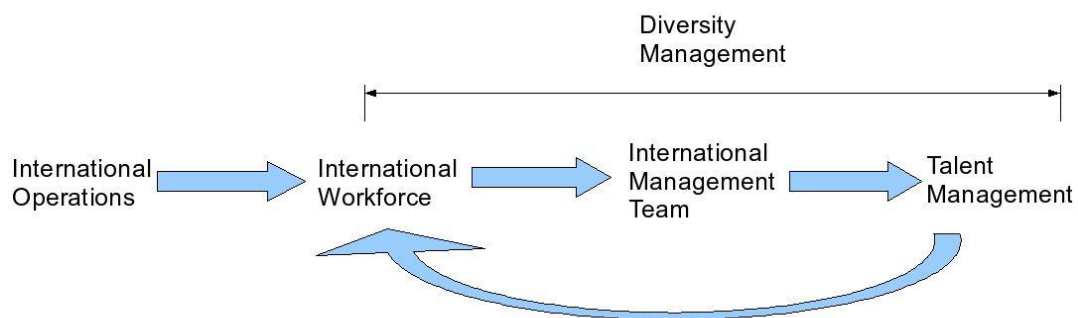 Diversity
Management
International
Operations
International
Workforce
International
Management
Team
Talent
Management